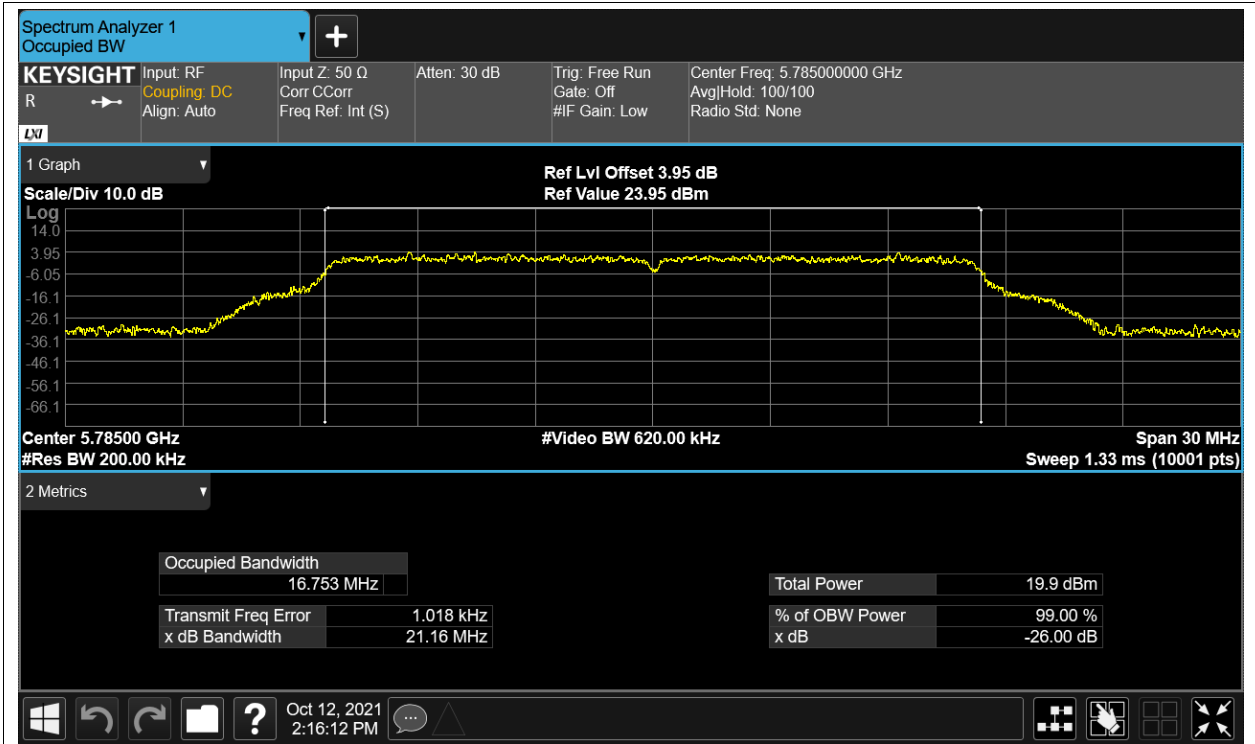 Spectrum Analyzer 1
Occupied BW
KEYSIGHT
R
LXI
Input: RF
Coupling: DC
Align: Auto
Input Z: 50 Ω
Corr CCorr
Freq Ref: Int (S)
Atten: 30 dB
Trig: Free Run
Gate: Off
#IF Gain: Low
Center Freq: 5.785000000 GHz
Avg|Hold: 100/100
Radio Std: None
1 Graph
Scale/Div 10.0 dB
Ref Lvl Offset 3.95 dB
Ref Value 23.95 dBm
Log
14.0
3.95
-6.05
-16.1
-26.1
-36.1
-46.1
-56.1
-66.1
Center 5.78500 GHz
#Video BW 620.00 kHz
Span 30 MHz
#Res BW 200.00 kHz
Sweep 1.33 ms (10001 pts)
2 Metrics
Occupied Bandwidth
16.753 MHz
Total Power 19.9 dBm
Transmit Freq Error 1.018 kHz
% of OBW Power 99.00 %
x dB Bandwidth 21.16 MHz
x dB -26.00 dB
?
Oct 12, 2021
2:16:12 PM